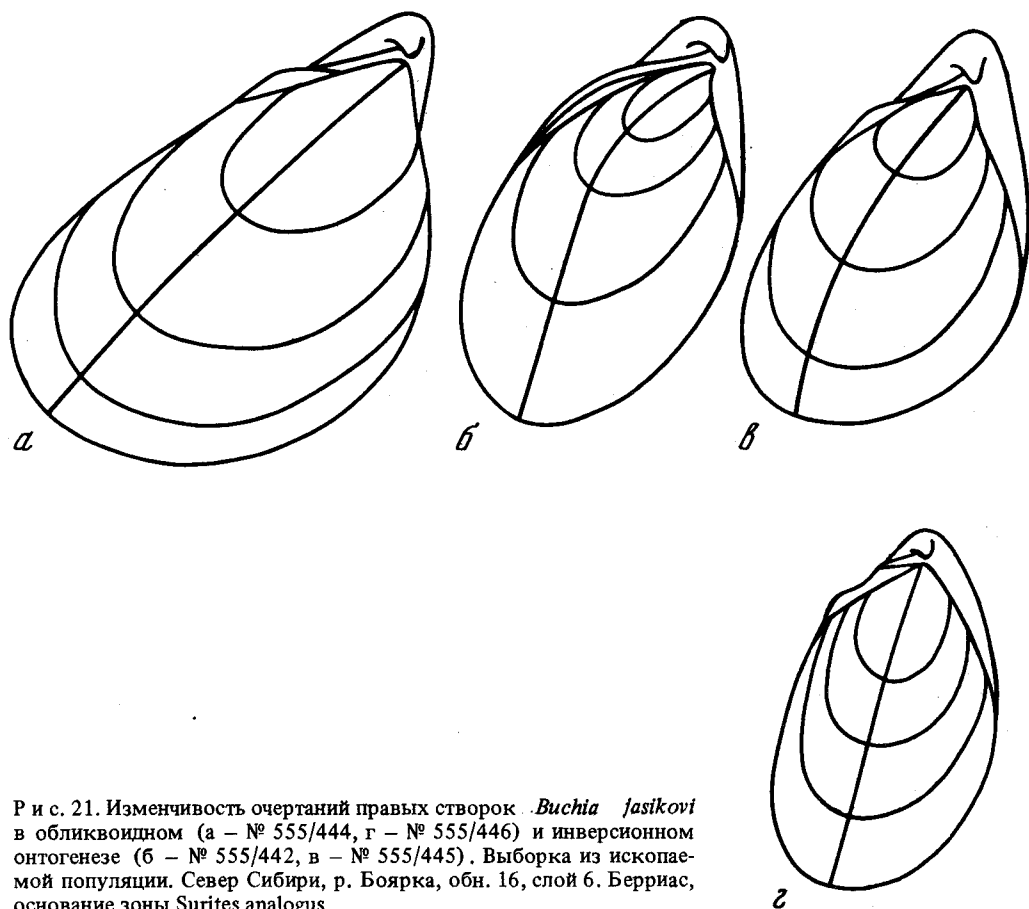 а
б
в
г
Р и с. 21. Изменчивость очертаний правых створок Buchia jasikovi
в обликвоидном (а – № 555/444, г – № 555/446) и инверсионном
онтогенезе (б – № 555/442, в – № 555/445). Выборка из ископае-
мой популяции. Север Сибири, р. Боярка, обн. 16, слой 6. Берриас,
основание зоны Surites analogus